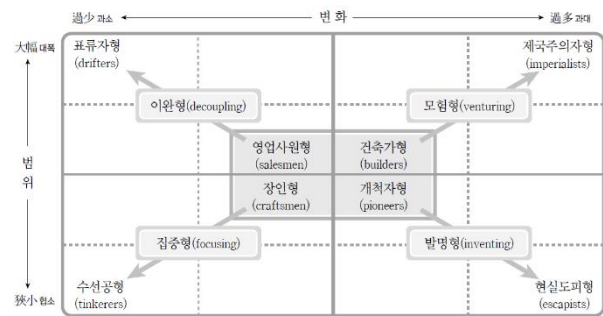 過少 과소 변화 過多 과대
大幅 대폭
표류자형
(drifters)
제국주의자형
(imperialists)
이완형(decoupling)
모험형(venturing)
영업사원형
(salesmen)
건축가형
(builders)
범
위
장인형
(craftsmen)
개척자형
(pioneers)
집중형(focusing)
발명형(inventing)
수선공형
(tinkerers)
현실도피형
(escapists)
狹小 협소